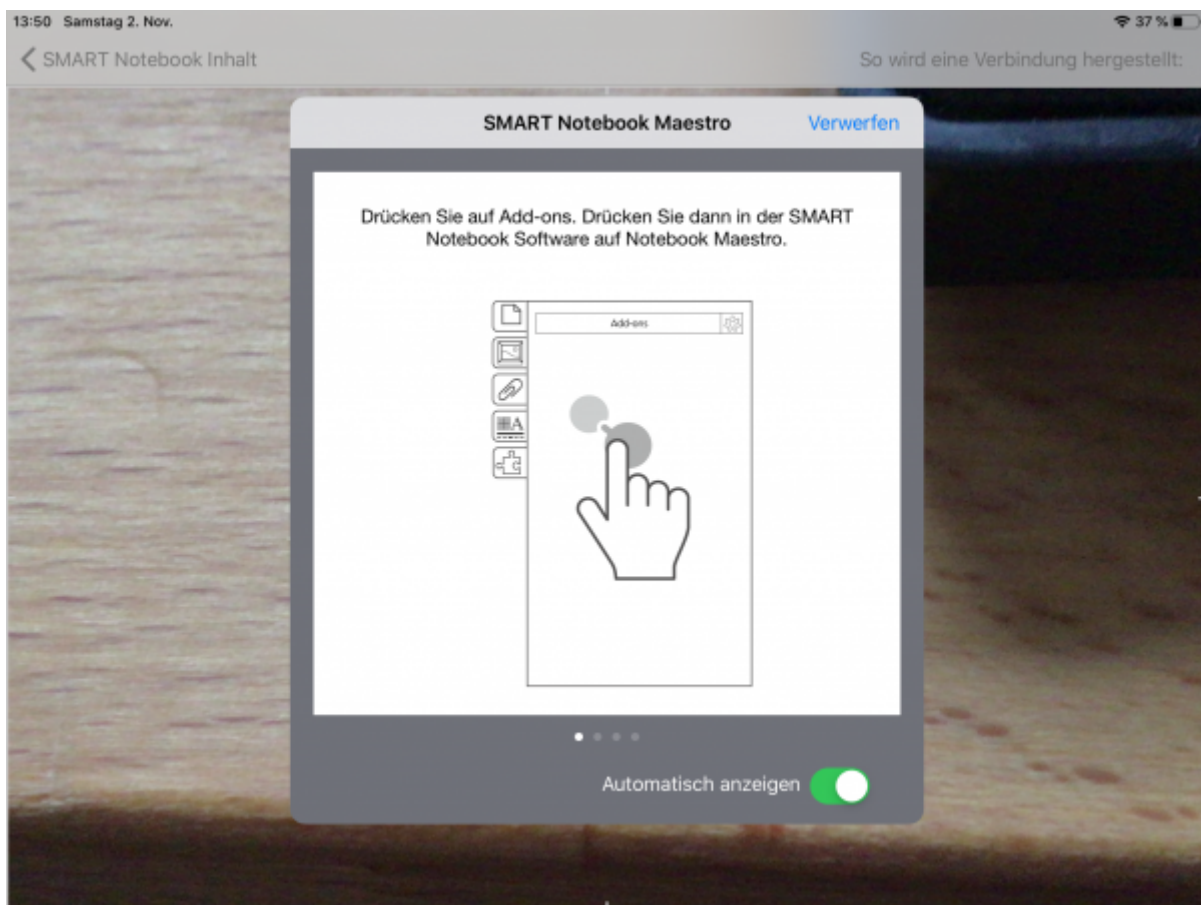 13:50 Samstag 2. Nov.
37 %
SMART Notebook Inhalt
So wird eine Verbindung hergestellt:
SMART Notebook Maestro
Verwerfen
Drücken Sie auf Add-ons. Drücken Sie dann in der SMART
Notebook Software auf Notebook Maestro.
Add-ons
A
Automatisch anzeigen